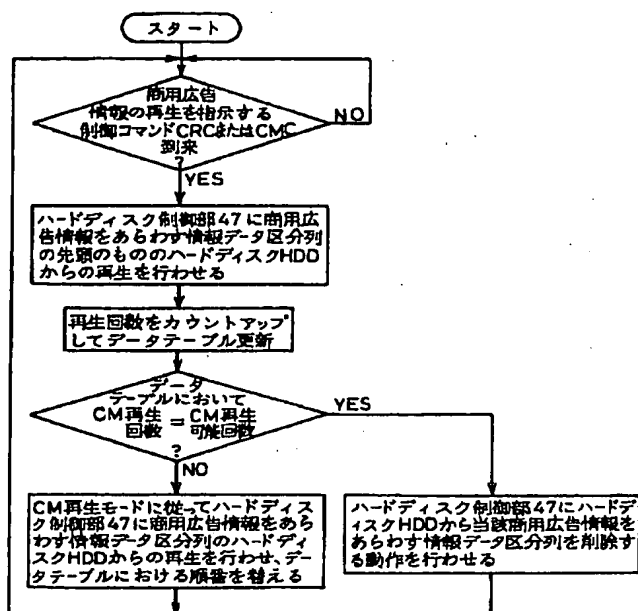 スタート
商用広告
情報の再生を指示する
制御コマンドCRCまたはCMC
到来
?
NO
YES
ハードディスク制御部47に商用広
告情報をあらわす情報データ区分列
の先頭のもののハードディスクHDD
からの再生を行わせる
再生回数をカウントアップ
してデータテーブル更新
データ
テーブルにおいて
CM再生 = CM再生
回数 可能回数
?
YES
NO
CM再生モードに従ってハードディス
ク制御部47に商用広告情報をあら
わす情報データ区分列のハードディ
スクHDDからの再生を行わせ、デー
タテーブルにおける順番を替える
ハードディスク制御部47にハードデ
ィスクHDDから当該商用広告情報を
あらわす情報データ区分列を削除す
る動作を行わせる